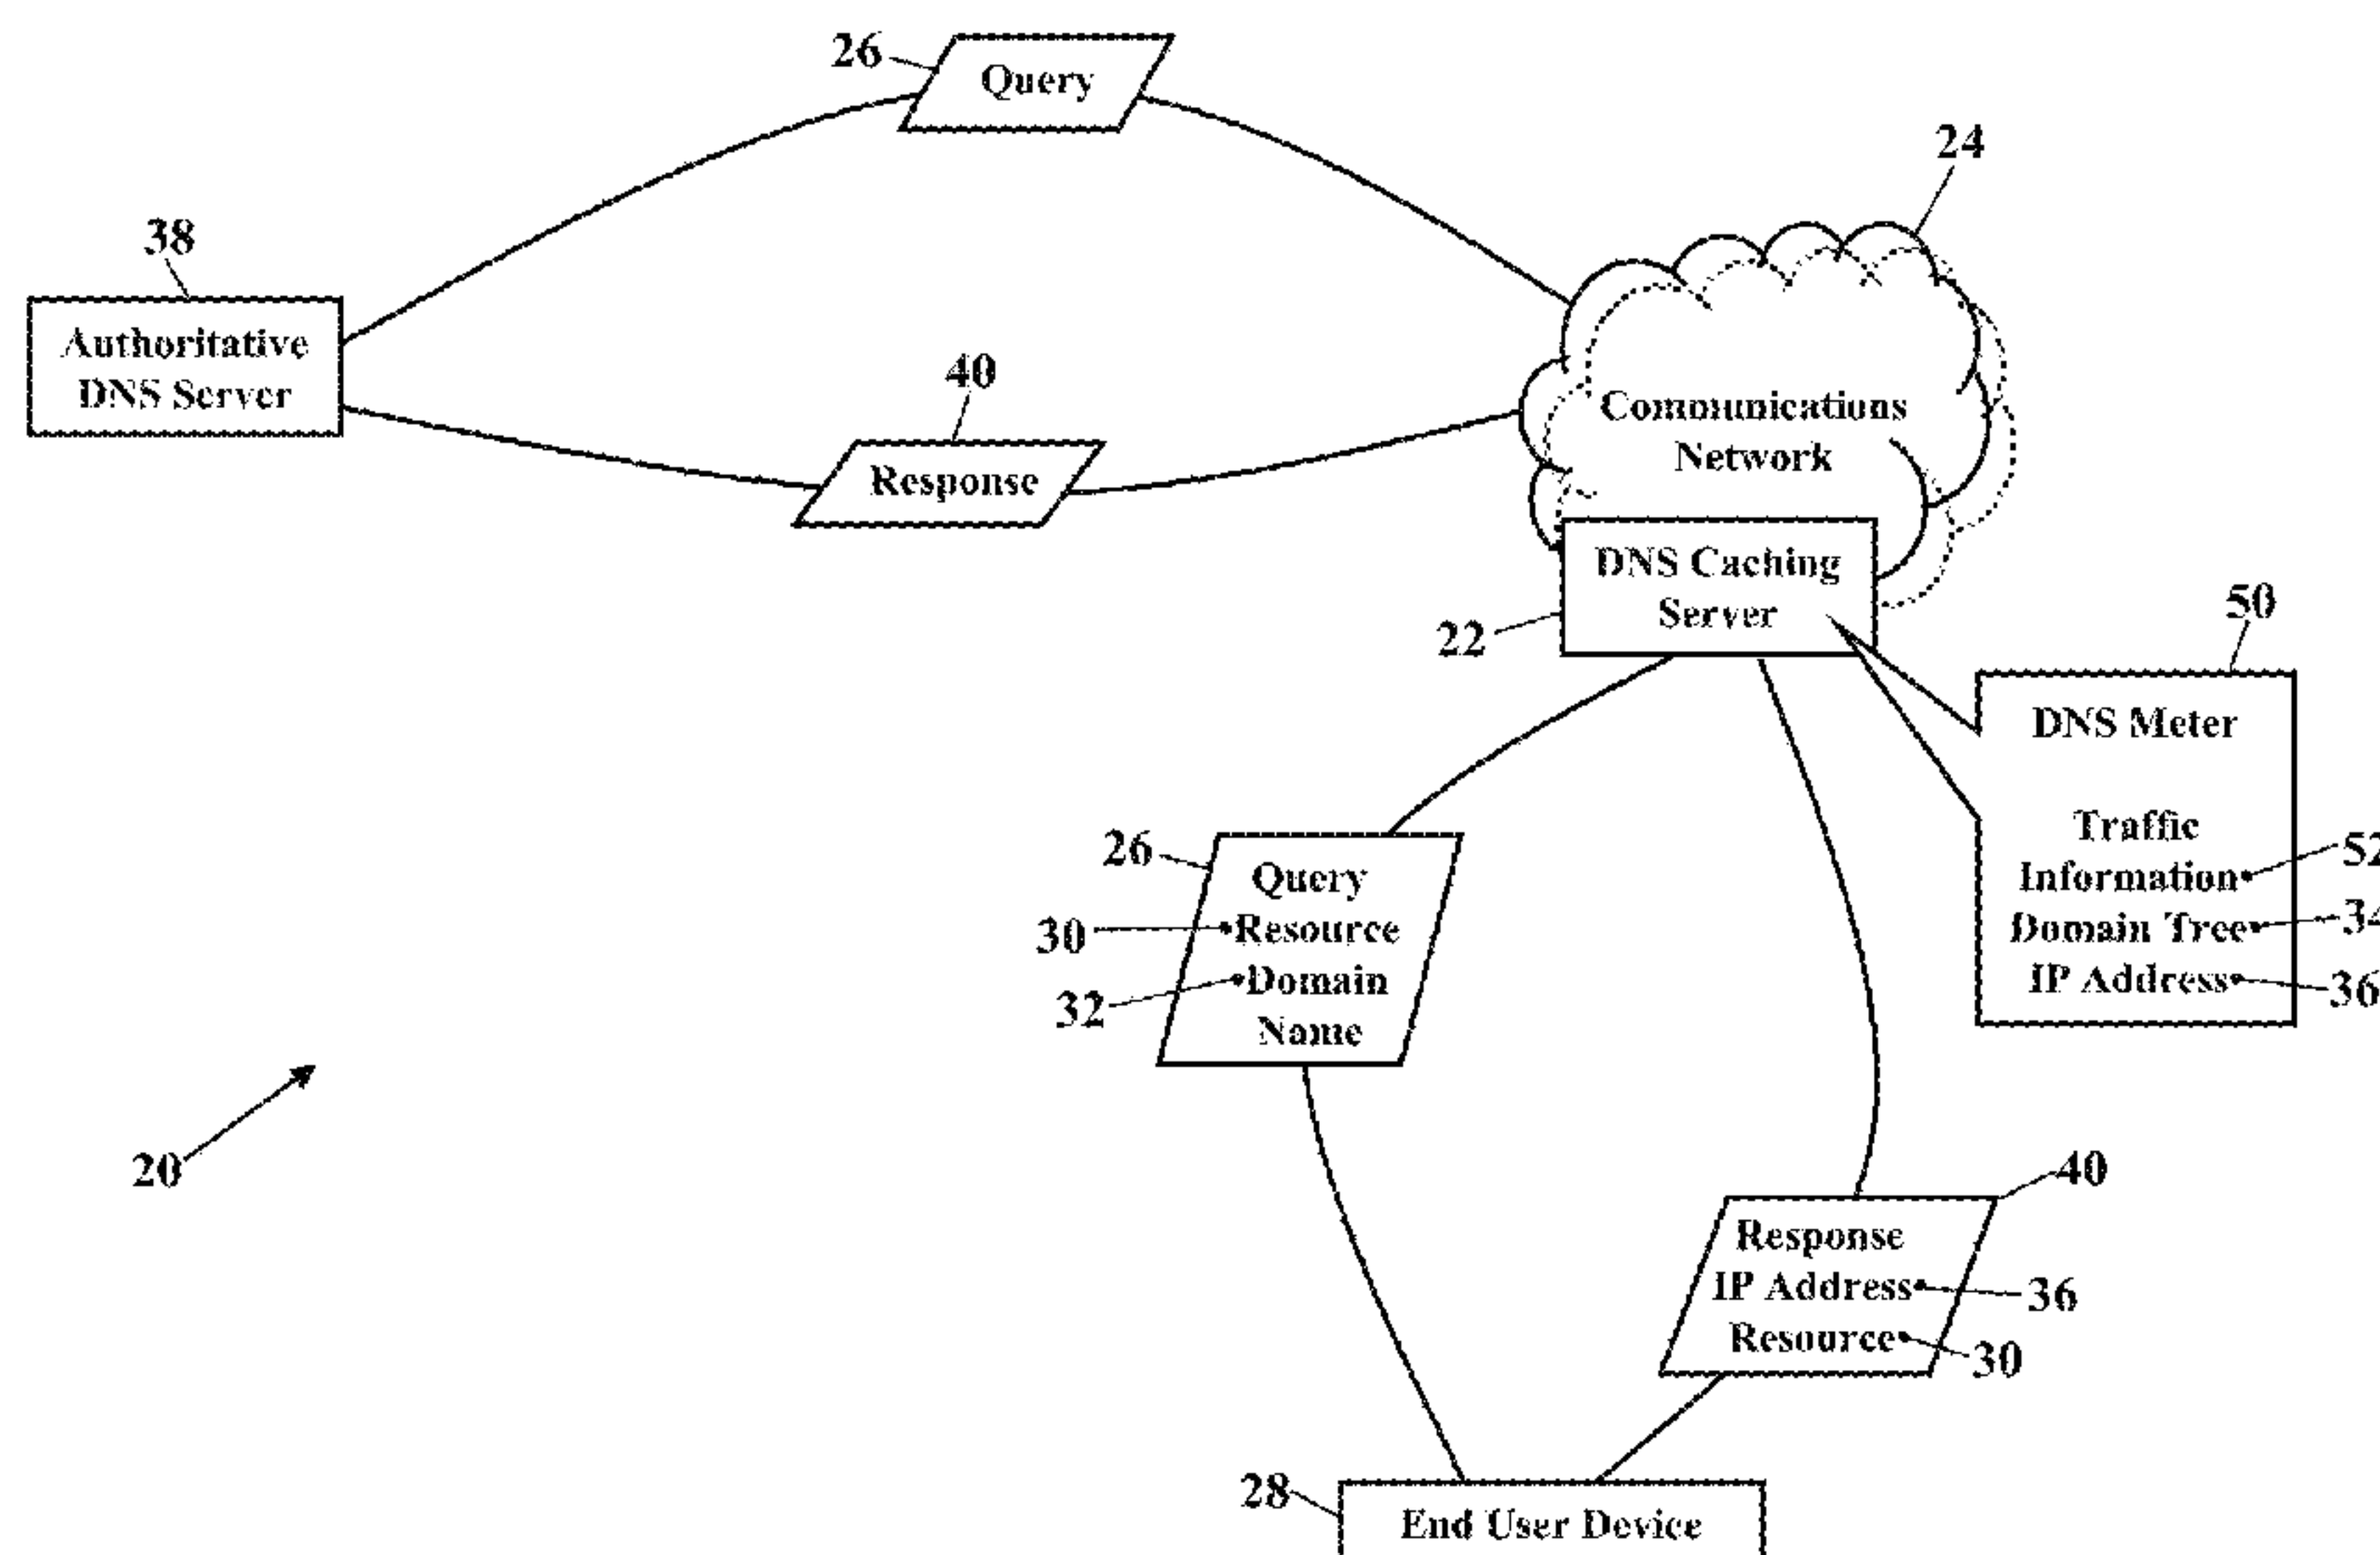 26
Query
24
38
Authoritative
DNS Server
40
Response
Communications
Network
DNS Caching
Server
22
50
DNS Meter
Traffic
Information
52
Domain Tree
34
IP Address
36
26
Query
30
Resource
32
Domain
Name
20
40
Response
IP Address
36
Resource
30
28
End User Device